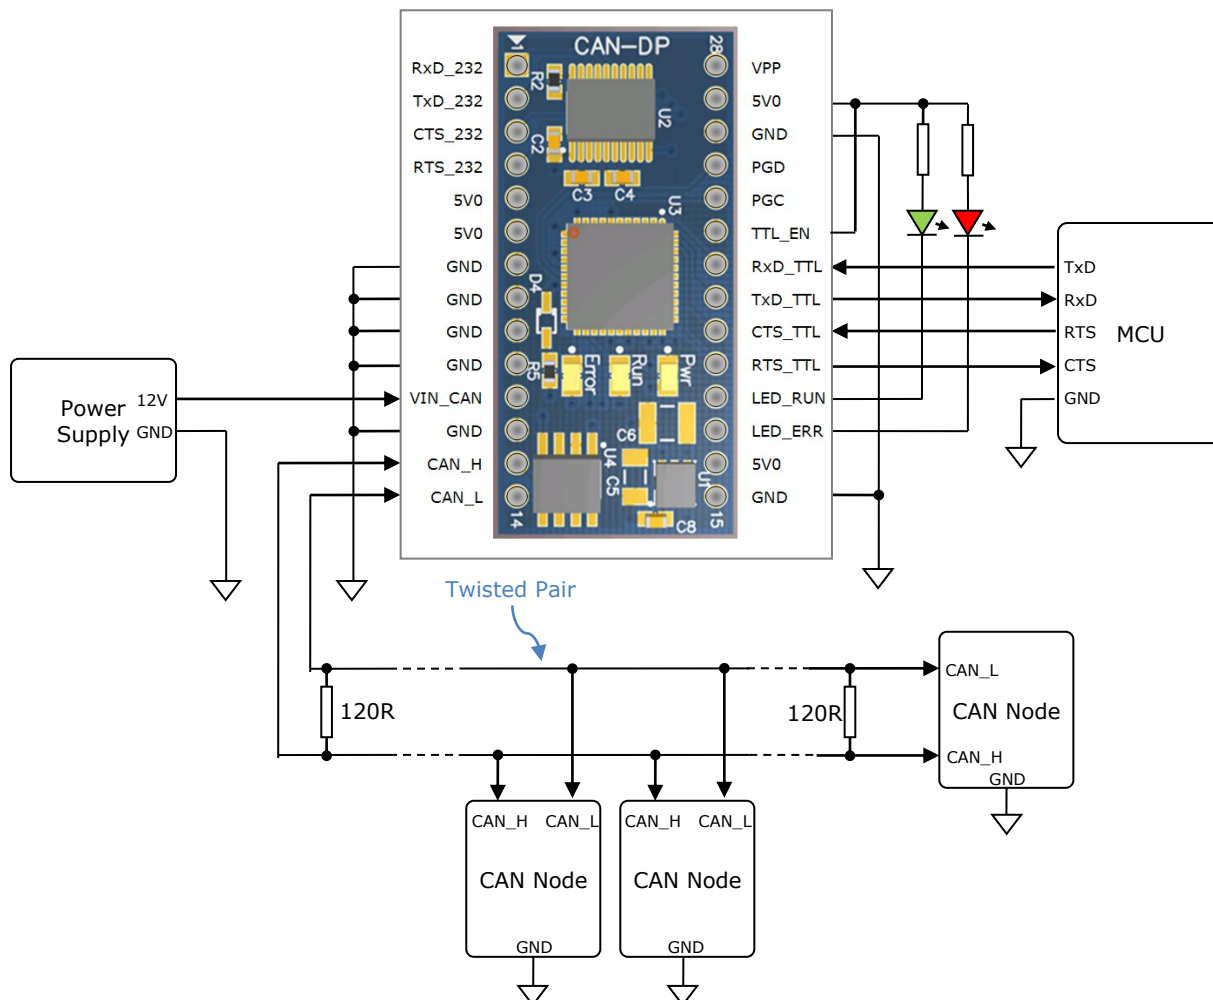 CAN-DP
1
28
R2
U2
C2
C3
C4
U3
D4
R5
Error
Run
Pwr
C6
U4
C5
U1
C8
14
15
RxD_232
TxD_232
CTS_232
RTS_232
5V0
5V0
GND
GND
GND
GND
VIN_CAN
GND
CAN_H
CAN_L
VPP
5V0
GND
PGD
PGC
TTL_EN
RxD_TTL
TxD_TTL
CTS_TTL
RTS_TTL
LED_RUN
LED_ERR
5V0
GND
TxD
RxD
RTS
CTS
GND
MCU
Power
Supply
12V
GND
Twisted Pair
120R
120R
CAN_L
CAN Node
CAN_H
GND
CAN_H CAN_L
CAN Node
GND
CAN_H CAN_L
CAN Node
GND